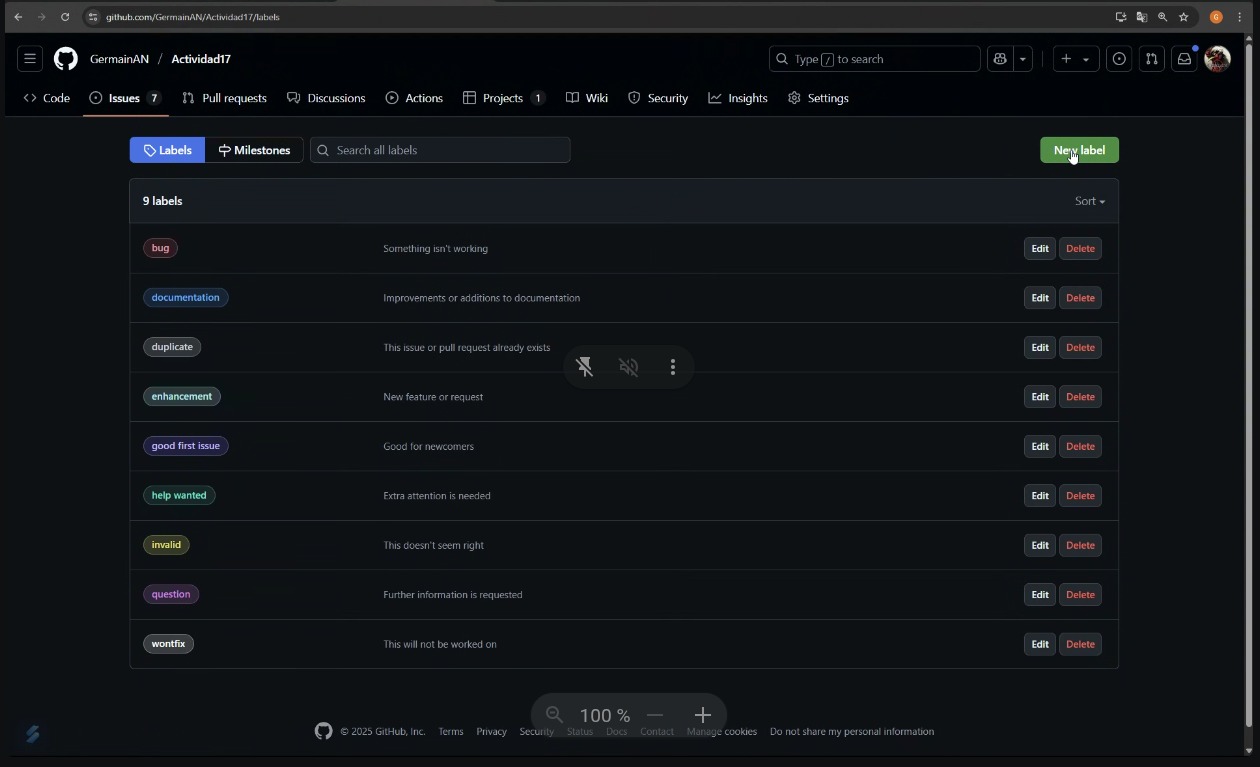 github.com/GermainAN/Actividad17/labels
G
GermainAN / Actividad17
Type / to search
Code
Issues 7
Pull requests
Discussions
Actions
Projects 1
Wiki
Security
Insights
Settings
Labels
Milestones
Search all labels
New label
9 labels
Sort
bug Something isn't working Edit Delete
documentation Improvements or additions to documentation Edit Delete
duplicate This issue or pull request already exists Edit Delete
enhancement New feature or request Edit Delete
good first issue Good for newcomers Edit Delete
help wanted Extra attention is needed Edit Delete
invalid This doesn't seem right Edit Delete
question Further information is requested Edit Delete
wontfix This will not be worked on Edit Delete
100 %
© 2025 GitHub, Inc. Terms Privacy Security Status Docs Contact Manage cookies Do not share my personal information